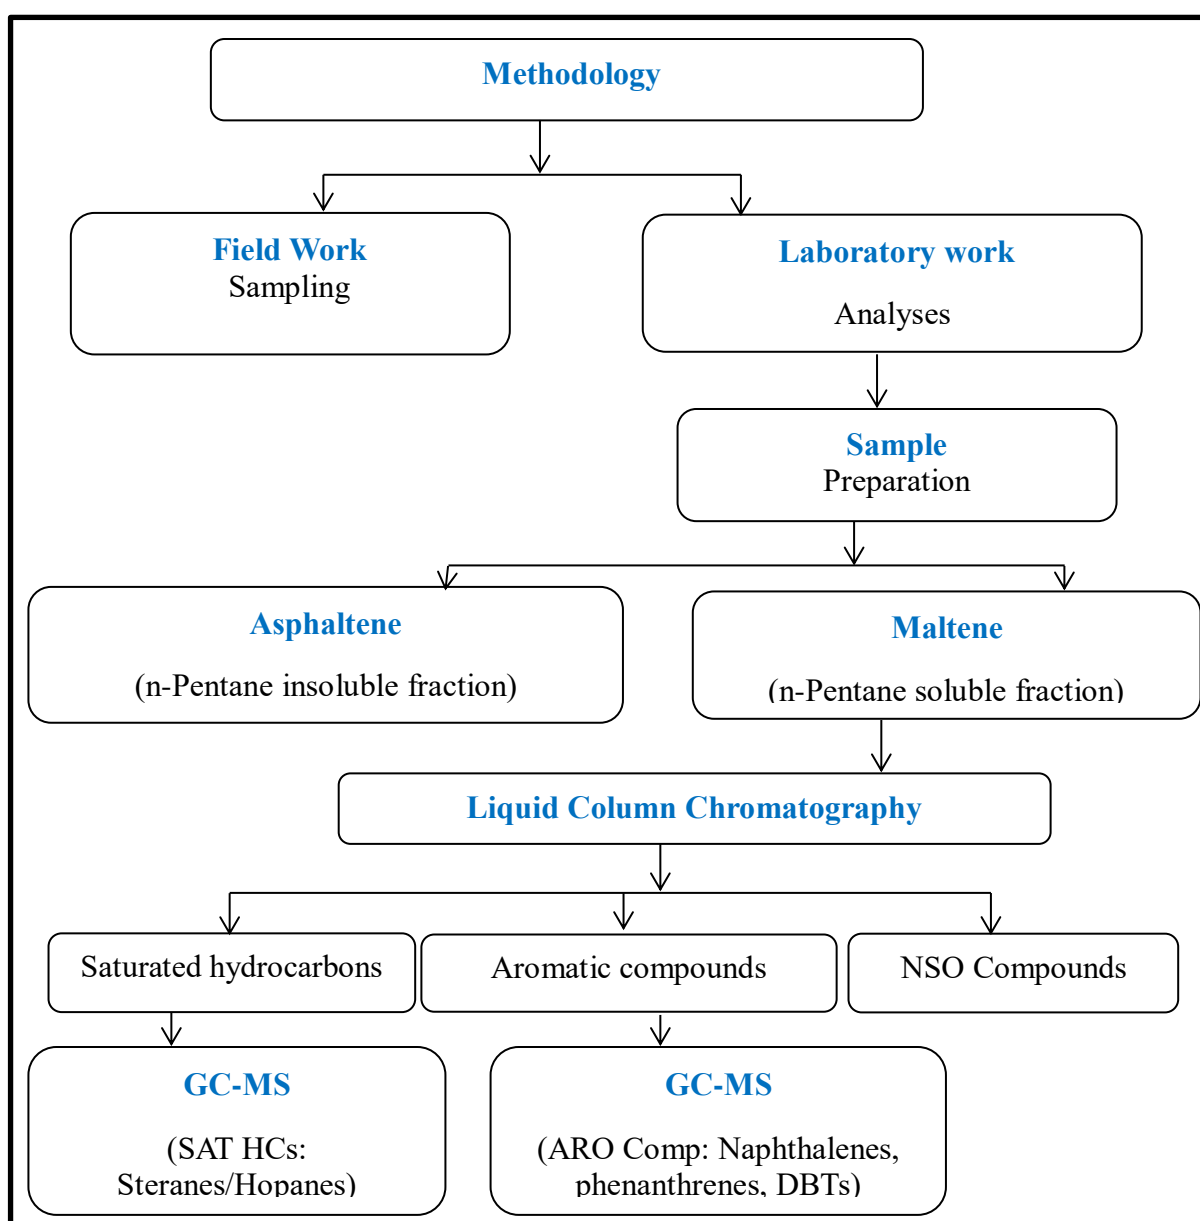 Methodology
Field Work
Sampling
Laboratory work
Analyses
Sample
Preparation
Asphaltene
(n-Pentane insoluble fraction)
Maltene
(n-Pentane soluble fraction)
Liquid Column Chromatography
Saturated hydrocarbons
Aromatic compounds
NSO Compounds
GC-MS
(SAT HCs:
Steranes/Hopanes)
GC-MS
(ARO Comp: Naphthalenes,
phenanthrenes, DBTs)